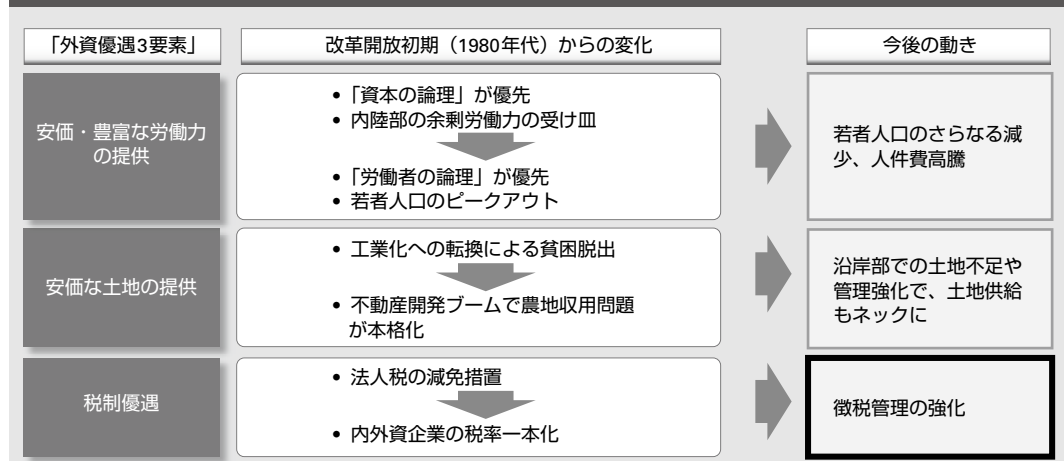 「外資優遇3要素」
改革開放初期（1980年代）からの変化
今後の動き
安価・豊富な労働力
の提供
• 「資本の論理」が優先
• 内陸部の余剰労働力の受け皿
• 「労働者の論理」が優先
• 若者人口のピークアウト
若者人口のさらなる減
少、人件費高騰
安価な土地の提供
• 工業化への転換による貧困脱出
• 不動産開発ブームで農地収用問題
が本格化
沿岸部での土地不足や
管理強化で、土地供給
もネックに
税制優遇
• 法人税の減免措置
• 内外資企業の税率一本化
徴税管理の強化